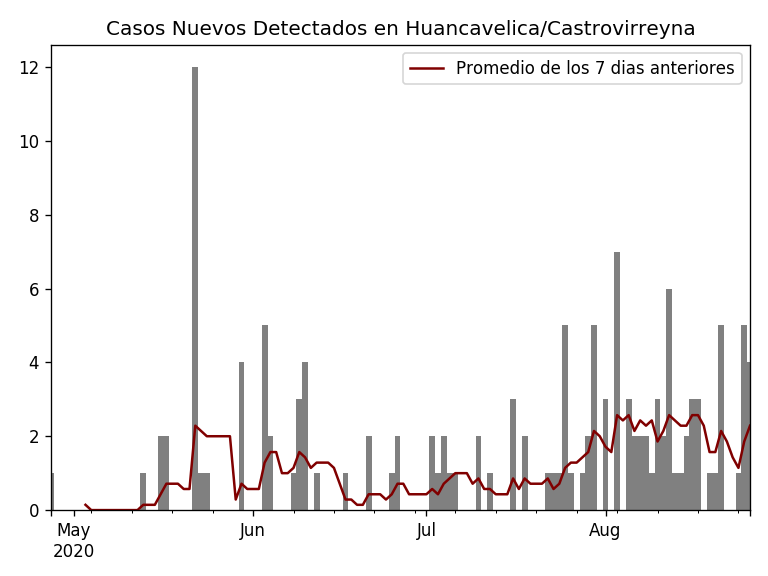 Casos Nuevos Detectados en Huancavelica/Castrovirreyna
Promedio de los 7 dias anteriores
12
10
8
6
4
2
0
May Jun Jul Aug
2020